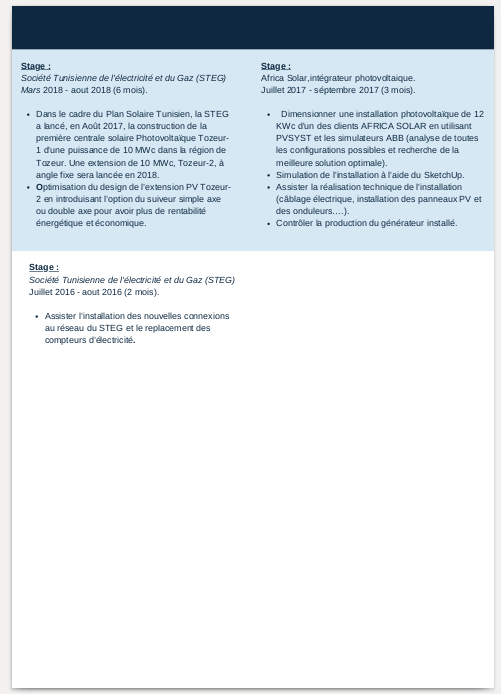 Stage :
Société Tunisienne de l'électricité et du Gaz (STEG)
Mars 2018 - aout 2018 (6 mois).
• Dans le cadre du Plan Solaire Tunisien, la STEG
a lancé, en Août 2017, la construction de la
première centrale solaire Photovoltaïque Tozeur-
1 d'une puissance de 10 MWc dans la région de
Tozeur. Une extension de 10 MWc, Tozeur-2, à
angle fixe sera lancée en 2018.
• Optimisation du design de l'extension PV Tozeur-
2 en introduisant l'option du suiveur simple axe
ou double axe pour avoir plus de rentabilité
énergétique et économique.
Africa Solar,intégrateur photovoltaique.
Juillet 2017 - séptembre 2017 (3 mois).
• Dimensionner une installation photovoltaïque de 12
KWc d'un des clients AFRICA SOLAR en utilisant
PVSYST et les simulateurs ABB (analyse de toutes
les configurations possibles et recherche de la
meilleure solution optimale).
• Simulation de l'installation à l'aide du SketchUp.
• Assister la réalisation technique de l'installation
(câblage électrique, installation des panneaux PV et
des onduleurs….).
• Contrôler la production du générateur installé.
Stage :
Société Tunisienne de l'électricité et du Gaz (STEG)
Juillet 2016 - aout 2016 (2 mois).
• Assister l'installation des nouvelles connexions
au réseau du STEG et le replacement des
compteurs d'électricité.